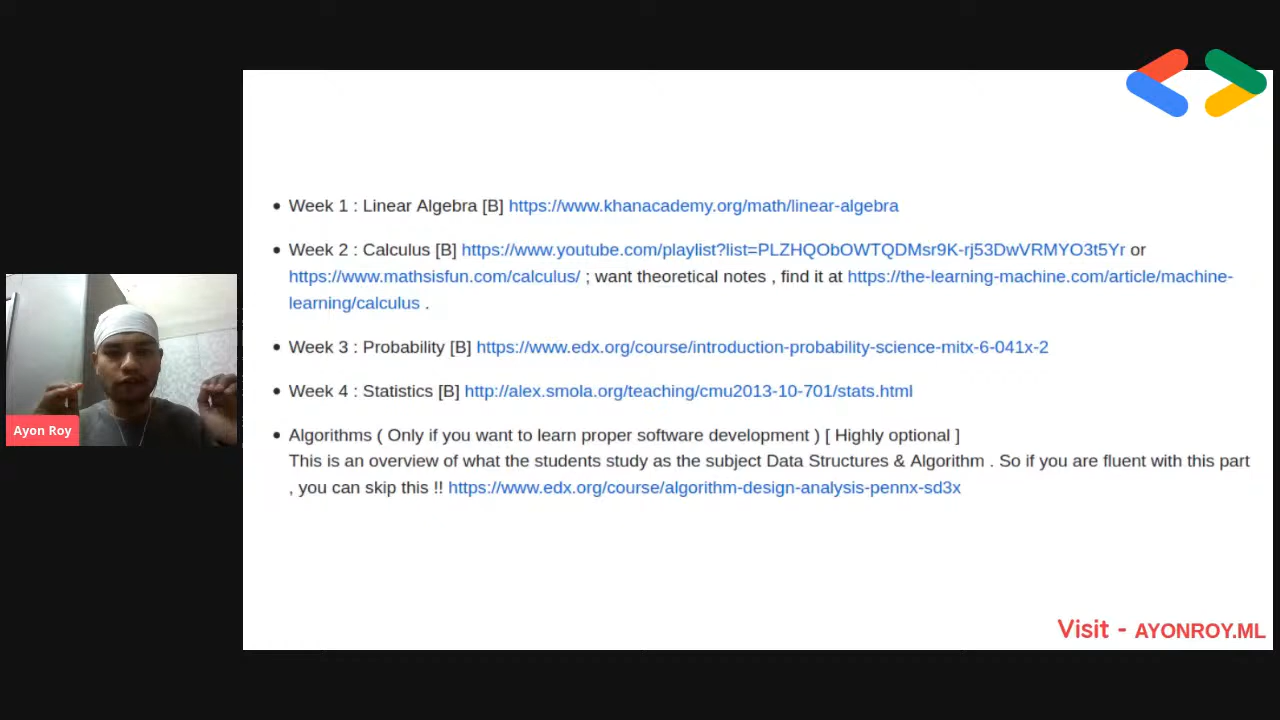 Week 1 : Linear Algebra [B] https://www.khanacademy.org/math/linear-algebra
Week 2 : Calculus [B] https://www.youtube.com/playlist?list=PLZHQObOWTQDMsr9K-rj53DwVRMYO3t5Yr or
https://www.mathsisfun.com/calculus/ ; want theoretical notes , find it at https://the-learning-machine.com/article/machine-
learning/calculus .
Week 3 : Probability [B] https://www.edx.org/course/introduction-probability-science-mitx-6-041x-2
Week 4 : Statistics [B] http://alex.smola.org/teaching/cmu2013-10-701/stats.html
Algorithms ( Only if you want to learn proper software development ) [ Highly optional ]
This is an overview of what the students study as the subject Data Structures & Algorithm . So if you are fluent with this part
, you can skip this !! https://www.edx.org/course/algorithm-design-analysis-pennx-sd3x
Ayon Roy
Visit - AYONROY.ML